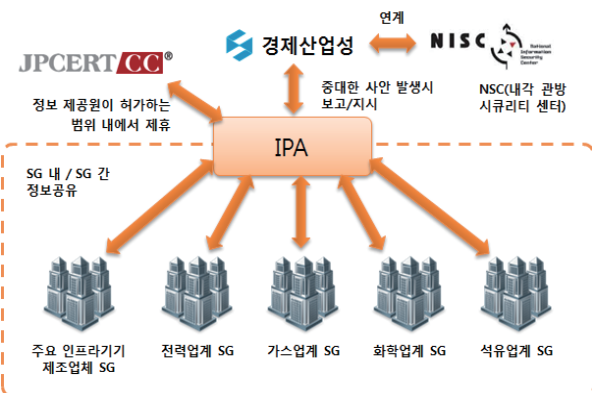 연계
JPCERT CC®
경제산업성
NISC
National
Information
Security
Center
정보 제공원이 허가하는
범위 내에서 제휴
중대한 사안 발생시
보고/지시
NSC(내각 관방
시큐리티 센터)
IPA
SG 내 / SG 간
정보공유
주요 인프라기기
제조업체 SG
전력업계 SG
가스업계 SG
화학업계 SG
석유업계 SG